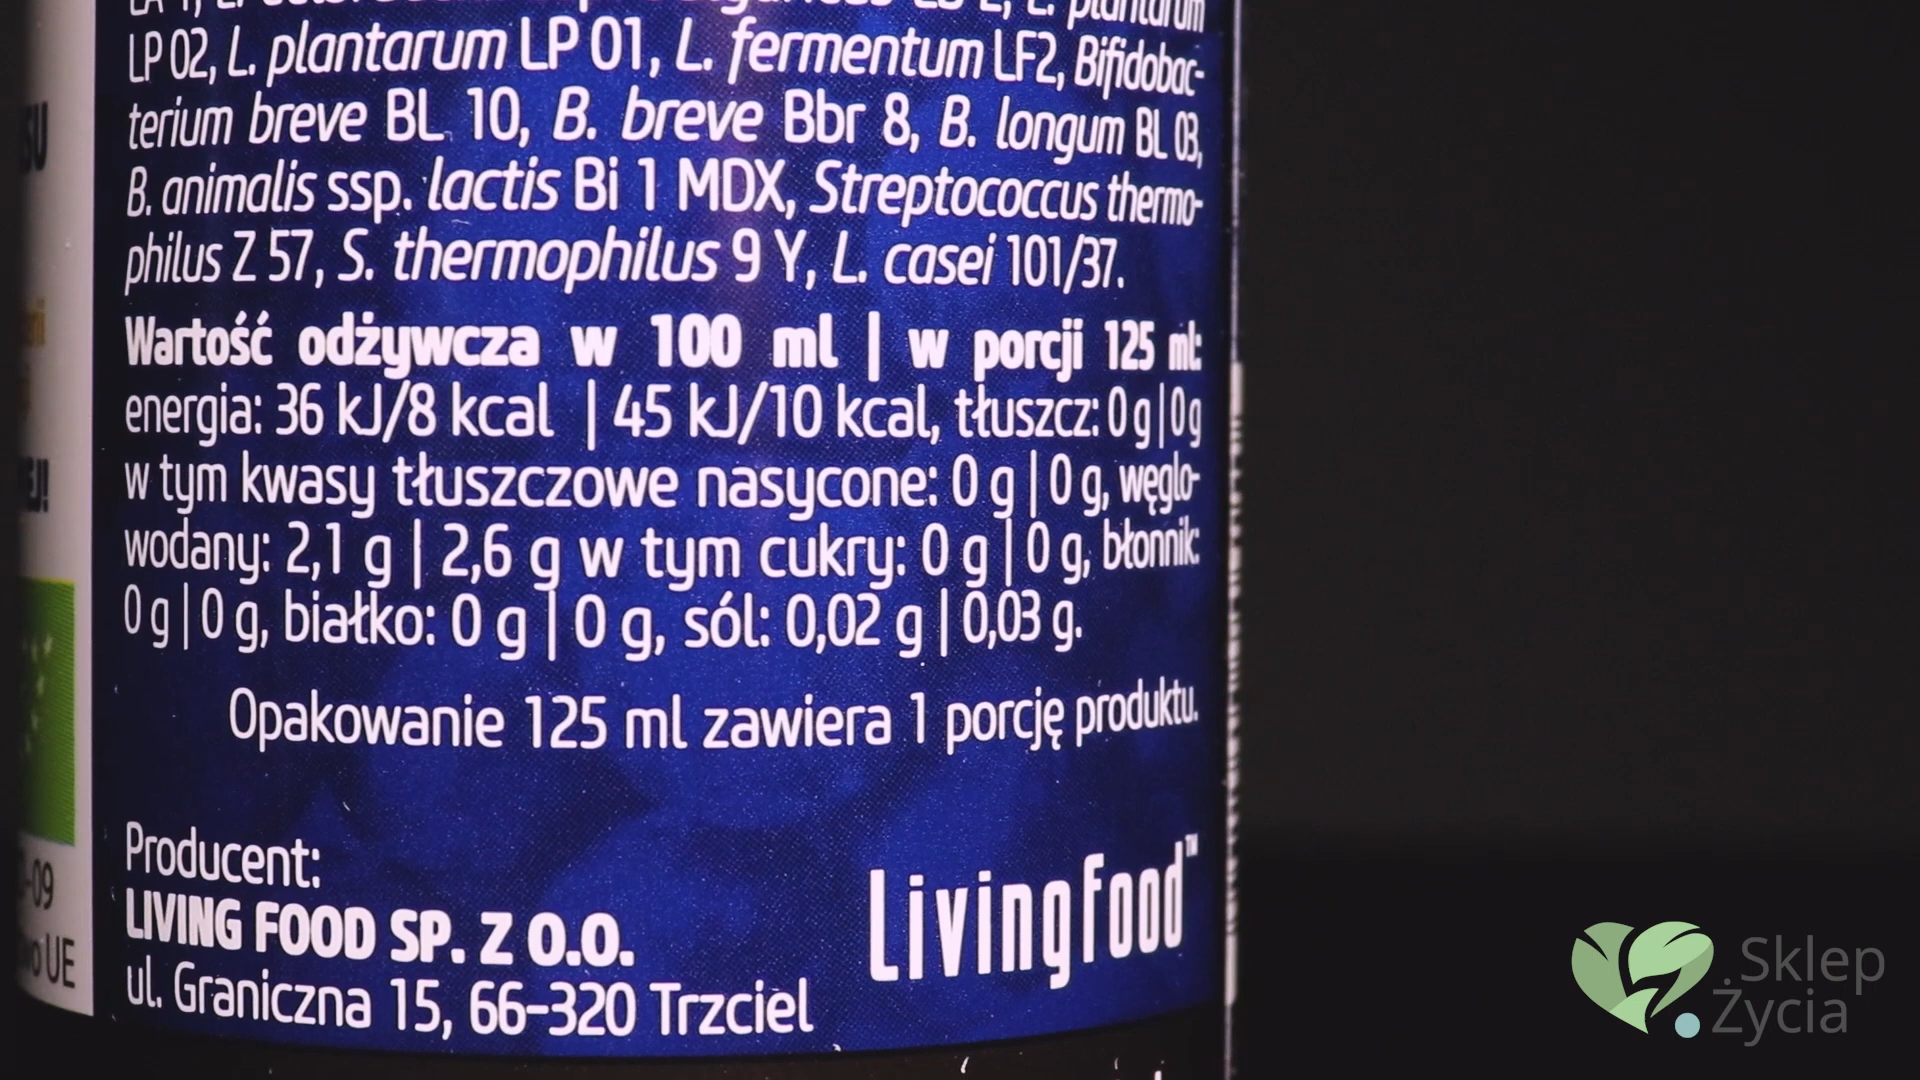 L. plantarum
LP 02, L. plantarum LP 01, L. fermentum LF2, Bifidobac-
terium breve BL 10, B. breve Bbr 8, B. longum BL 03,
B. animalis ssp. lactis Bi 1 MDX, Streptococcus thermo-
philus Z 57, S. thermophilus 9 Y, L. casei 101/37.
Wartość odżywcza w 100 ml | w porcji 125 ml:
energia: 36 kJ/8 kcal | 45 kJ/10 kcal, tłuszcz: 0 g | 0 g
w tym kwasy tłuszczowe nasycone: 0 g | 0 g, węglo-
wodany: 2,1 g | 2,6 g w tym cukry: 0 g | 0 g, błonnik:
0 g | 0 g, białko: 0 g | 0 g, sól: 0,02 g | 0,03 g.
Opakowanie 125 ml zawiera 1 porcję produktu.
Producent:
LIVING FOOD SP. Z O.O.
ul. Graniczna 15, 66-320 Trzciel
Livingfood™
-09
UE
.Sklep
Życia